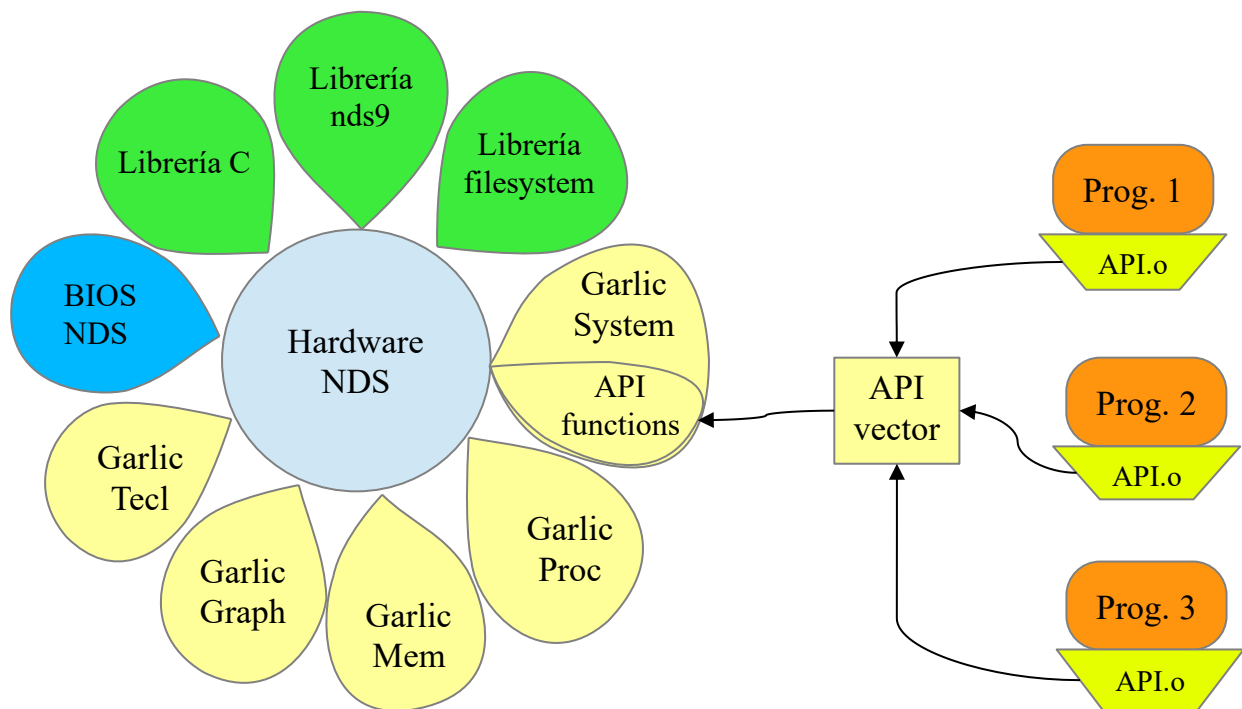 Librería
nds9
Librería C
Librería
filesystem
BIOS
NDS
Hardware
NDS
Garlic
System
API
functions
Garlic
Tecl
Garlic
Graph
Garlic
Mem
Garlic
Proc
API
vector
Prog. 1
API.o
Prog. 2
API.o
Prog. 3
API.o